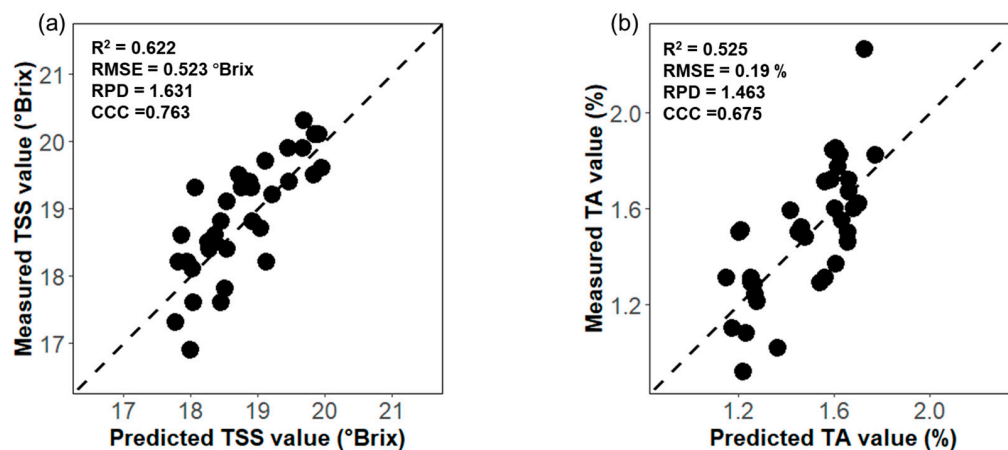 (a)
R² = 0.622
RMSE = 0.523 °Brix
RPD = 1.631
CCC =0.763
Measured TSS value (°Brix)
21
20
19
18
17
17 18 19 20 21
Predicted TSS value (°Brix)
(b)
R² = 0.525
RMSE = 0.19 %
RPD = 1.463
CCC =0.675
Measured TA value (%)
2.0
1.6
1.2
1.2 1.6 2.0
Predicted TA value (%)